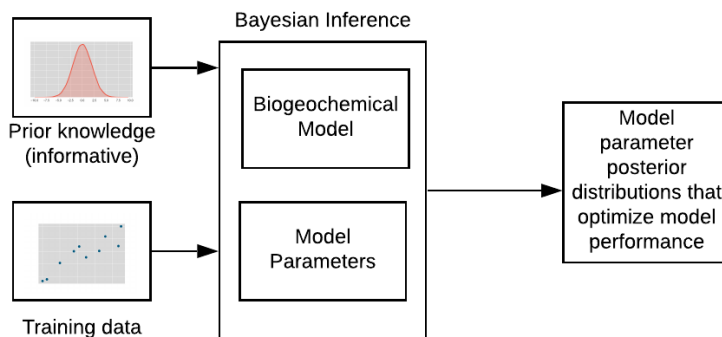 Bayesian Inference
Prior knowledge
(informative)
Biogeochemical
Model
Model
Parameters
Training data
Model
parameter
posterior
distributions that
optimize model
performance